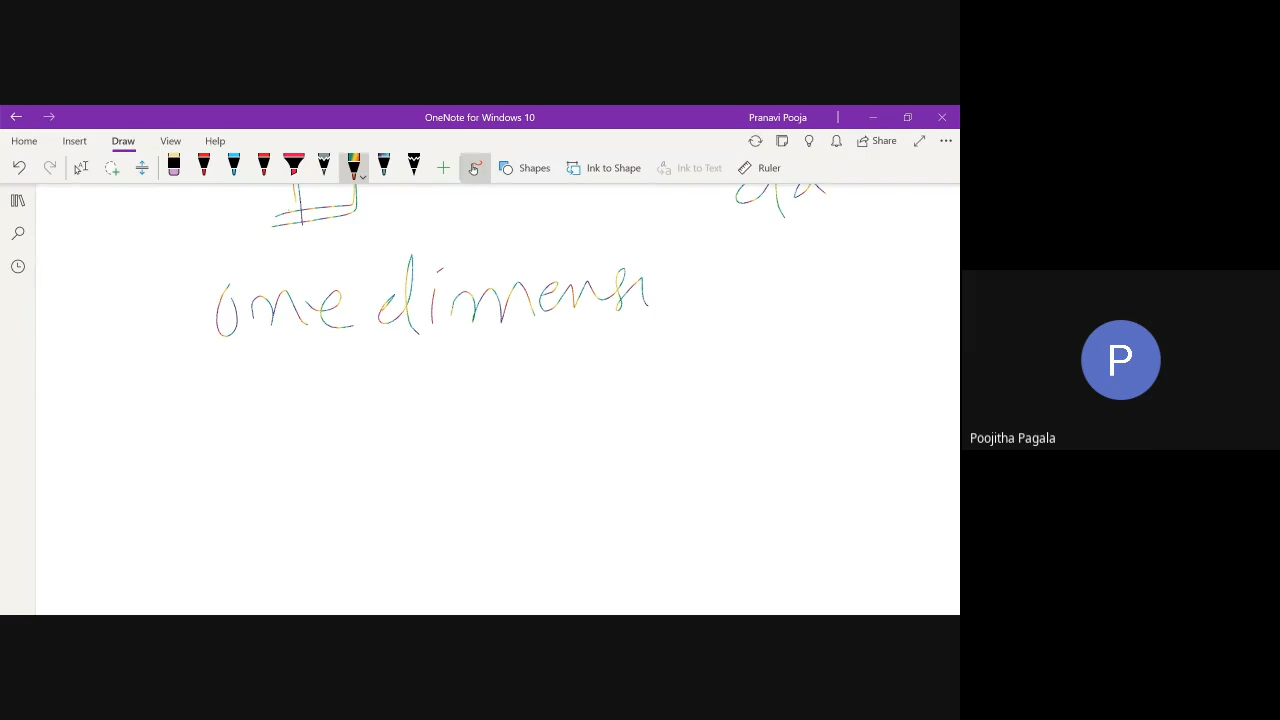 OneNote for Windows 10
Pranavi Pooja
Home Insert Draw View Help
Share
Shapes Ink to Shape Ink to Text Ruler
one dimens
P
Poojitha Pagala